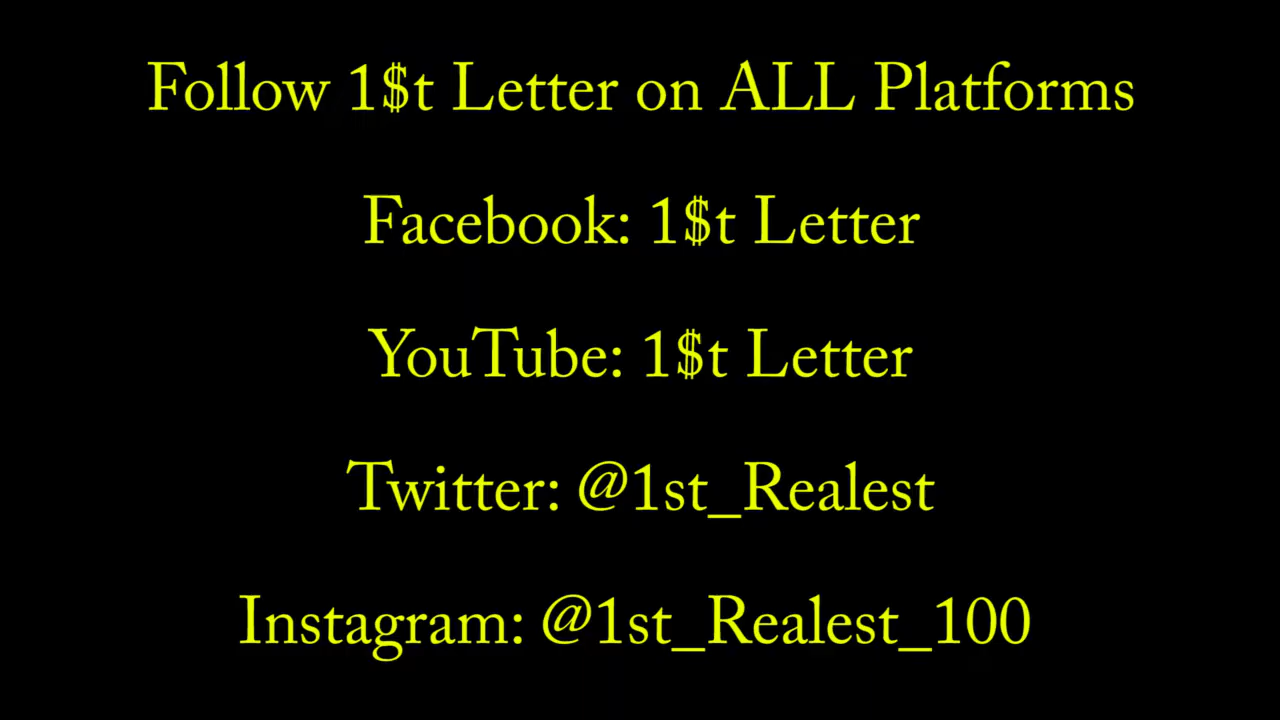 Follow 1$t Letter on ALL Platforms
Facebook: 1$t Letter
YouTube: 1$t Letter
Twitter: @1st_Realest
Instagram: @1st_Realest_100